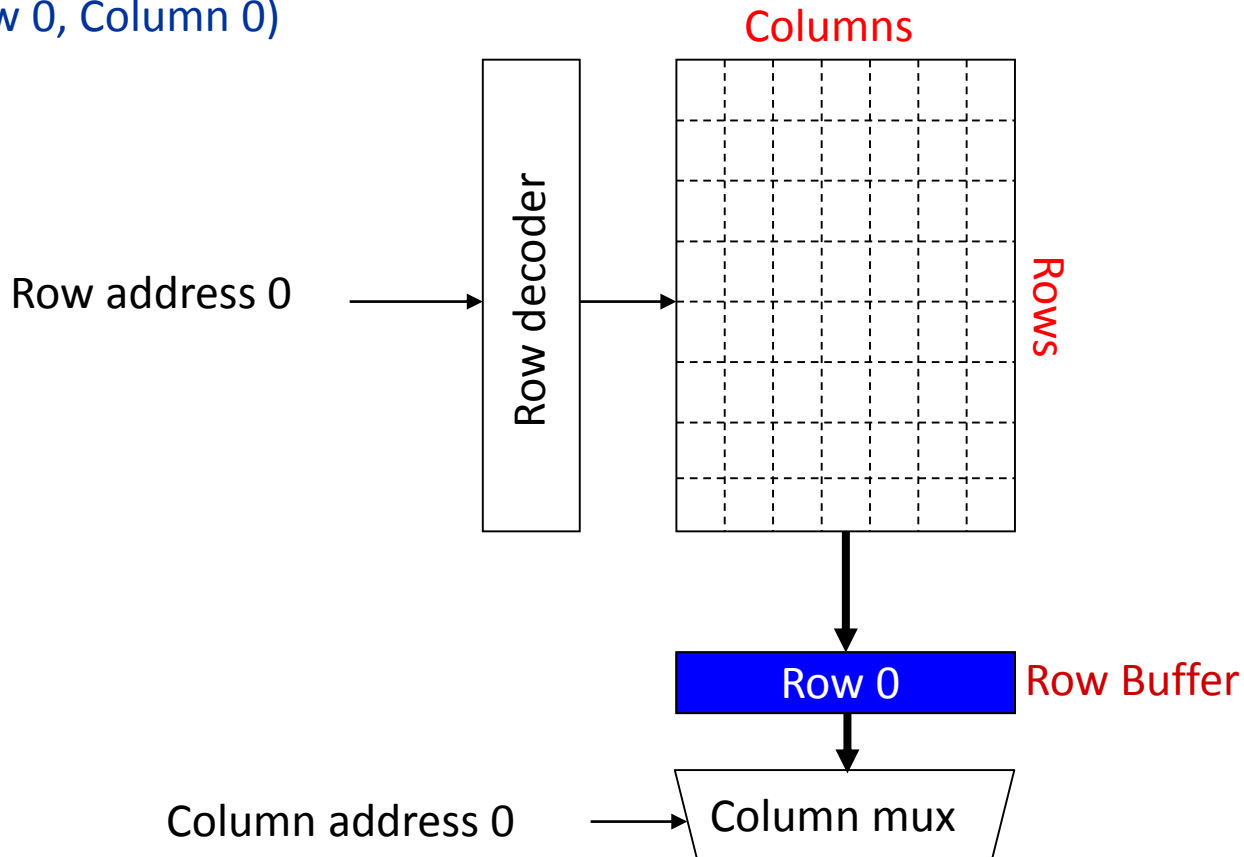 w 0, Column 0)
Columns
Row decoder
Row address 0
Rows
Row 0
Row Buffer
Column address 0
Column mux